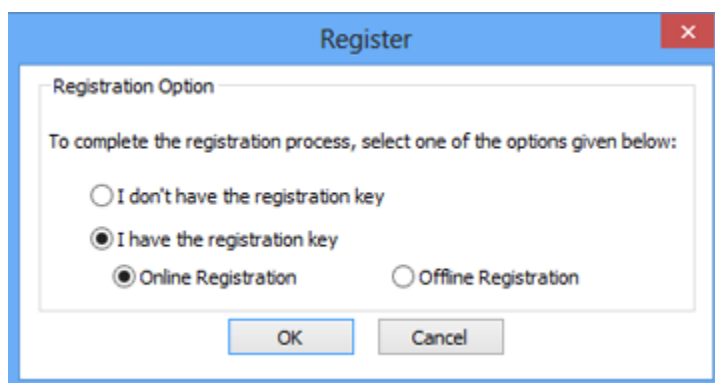 Register
Registration Option
To complete the registration process, select one of the options given below:
I don't have the registration key
I have the registration key
Online Registration
Offline Registration
OK
Cancel